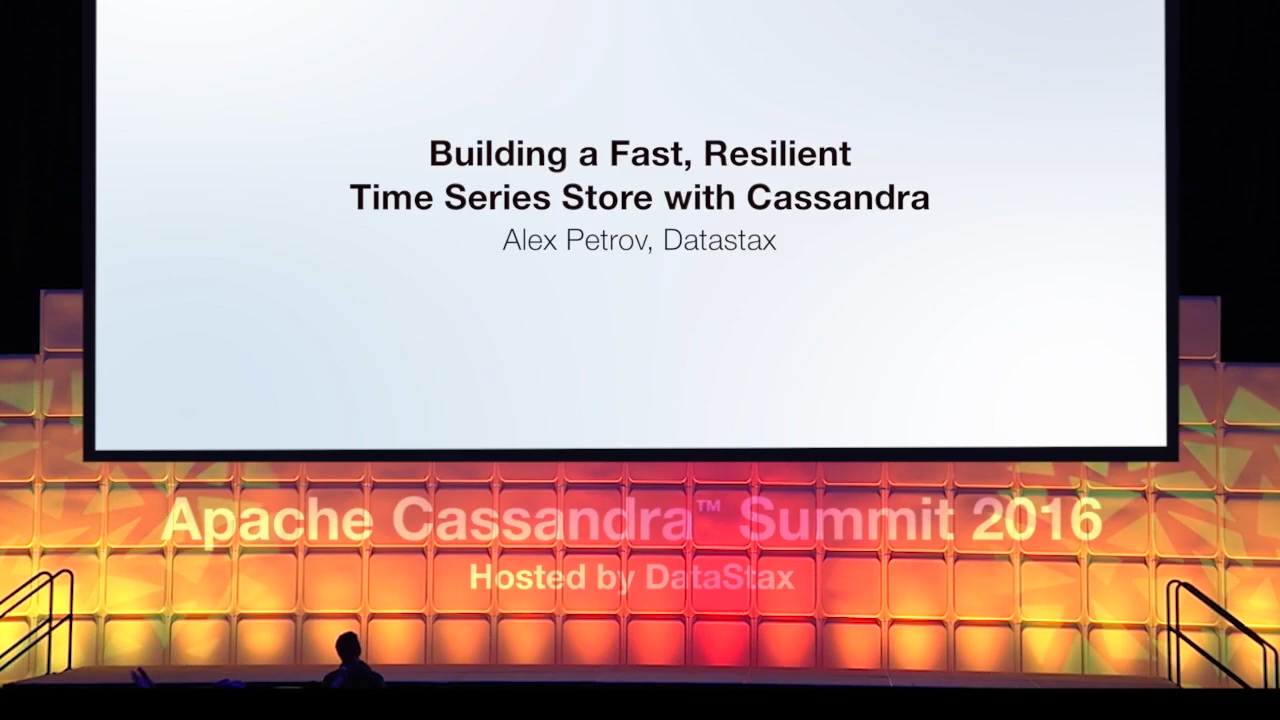 Building a Fast, Resilient
Time Series Store with Cassandra
Alex Petrov, Datastax
Apache Cassandra™ Summit 2016
Hosted by DataStax